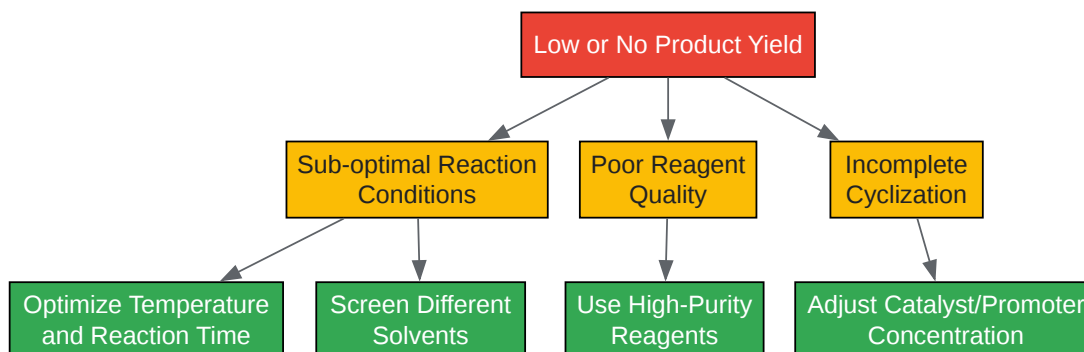 Low or No Product Yield
Sub-optimal Reaction
Conditions
Poor Reagent
Quality
Incomplete
Cyclization
Optimize Temperature
and Reaction Time
Screen Different
Solvents
Use High-Purity
Reagents
Adjust Catalyst/Promoter
Concentration